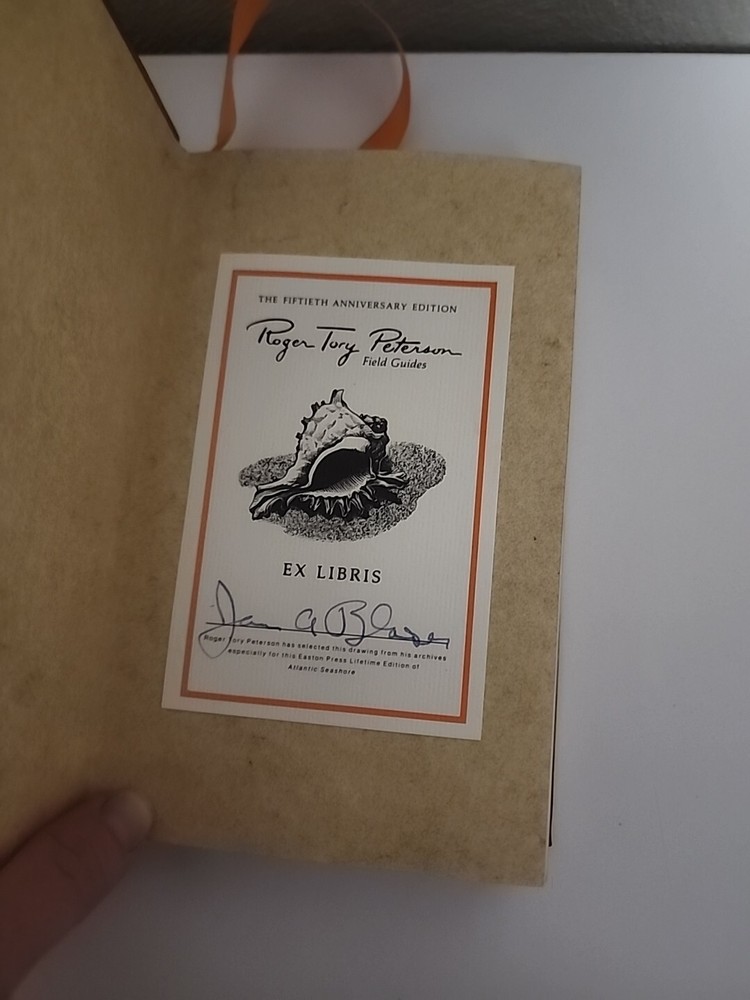 THE FIFTIETH ANNIVERSARY EDITION
Roger Tory Peterson
Field Guides
EX LIBRIS
A B
Roger Tory Peterson has selected this drawing from his archives
especially for this Easton Press Lifetime Edition of
Atlantic Seashore